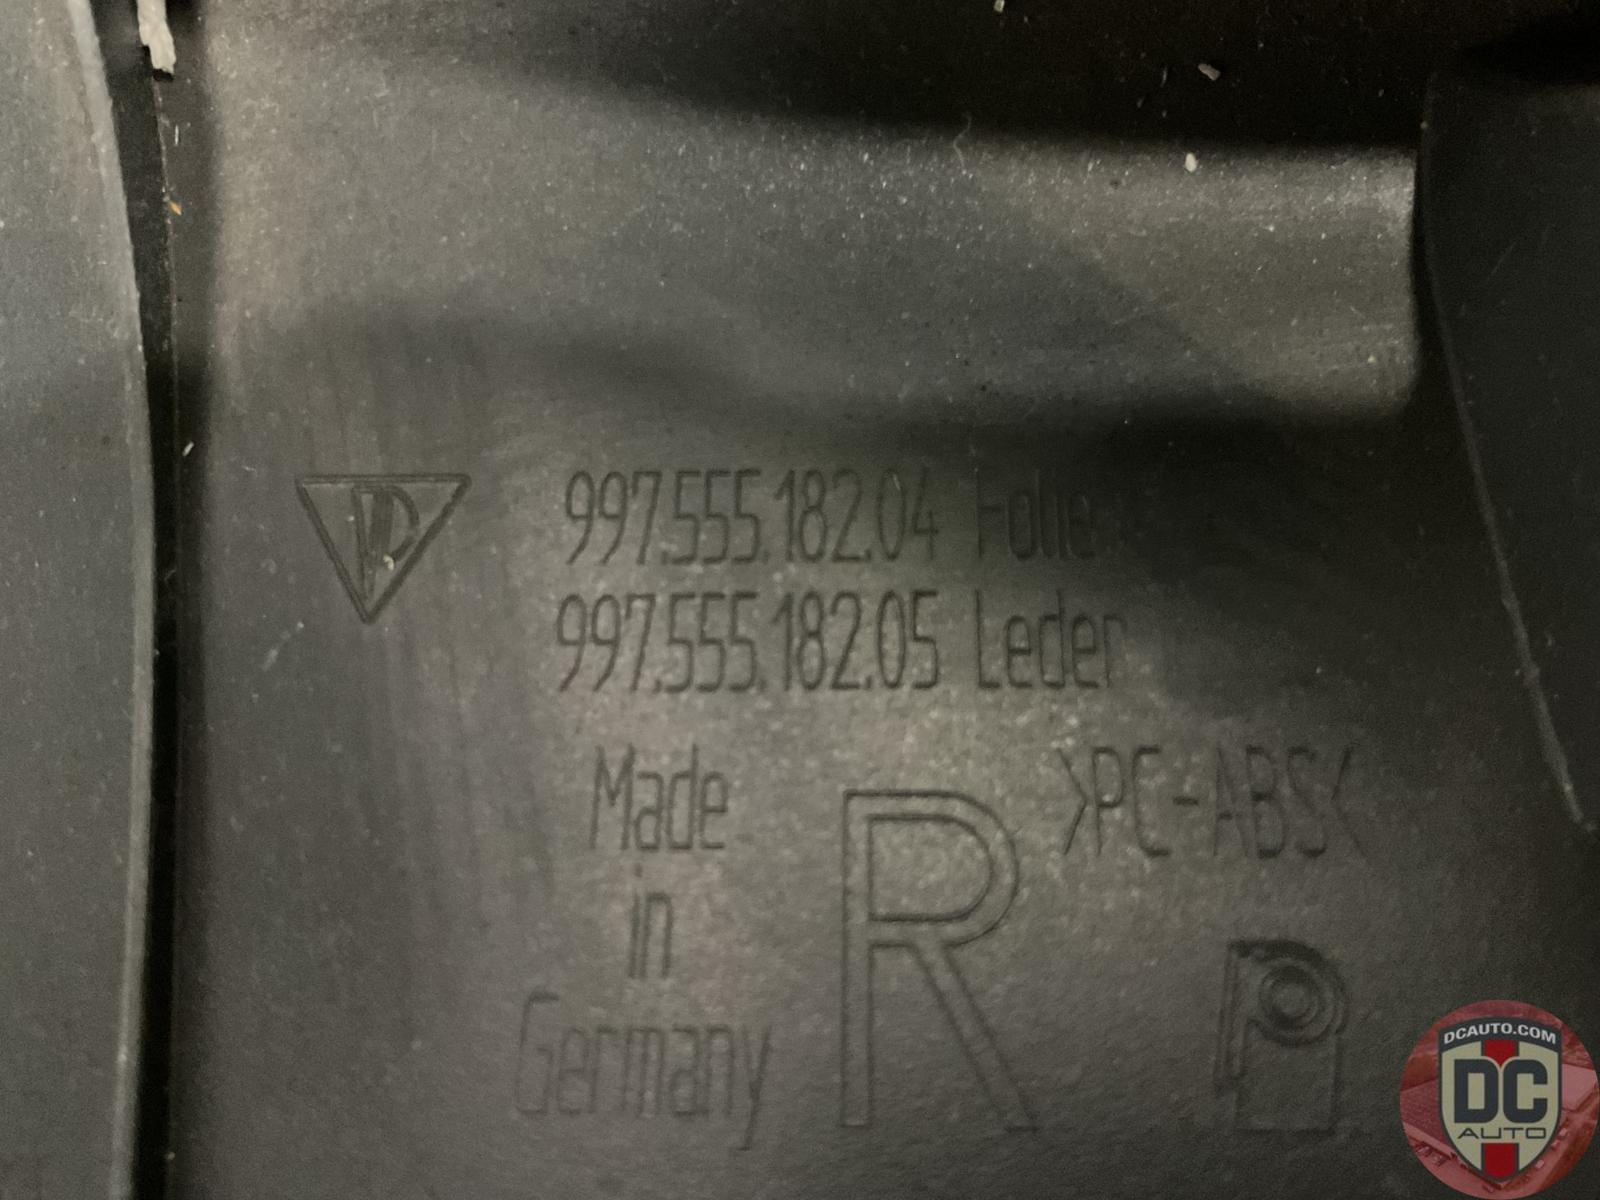 997.555.182.04 Folie
997.555.182.05 Leder
Made
in
Germany
R
>PC-ABS<
DCAUTO.COM
DC
AUTO